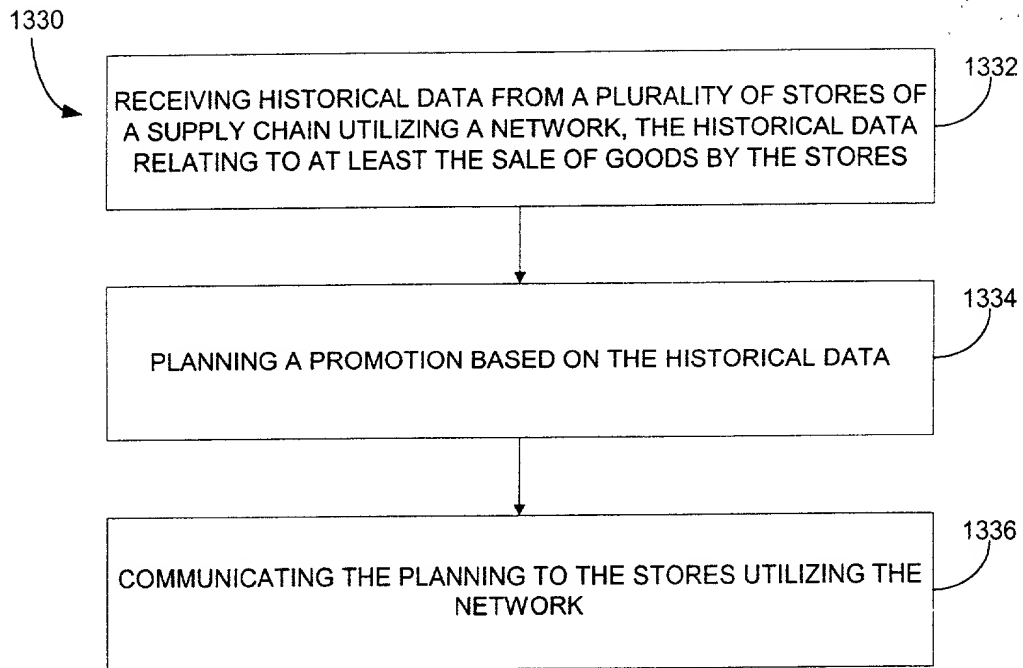 1330
1332
RECEIVING HISTORICAL DATA FROM A PLURALITY OF STORES OF
A SUPPLY CHAIN UTILIZING A NETWORK, THE HISTORICAL DATA
RELATING TO AT LEAST THE SALE OF GOODS BY THE STORES
1334
PLANNING A PROMOTION BASED ON THE HISTORICAL DATA
1336
COMMUNICATING THE PLANNING TO THE STORES UTILIZING THE
NETWORK